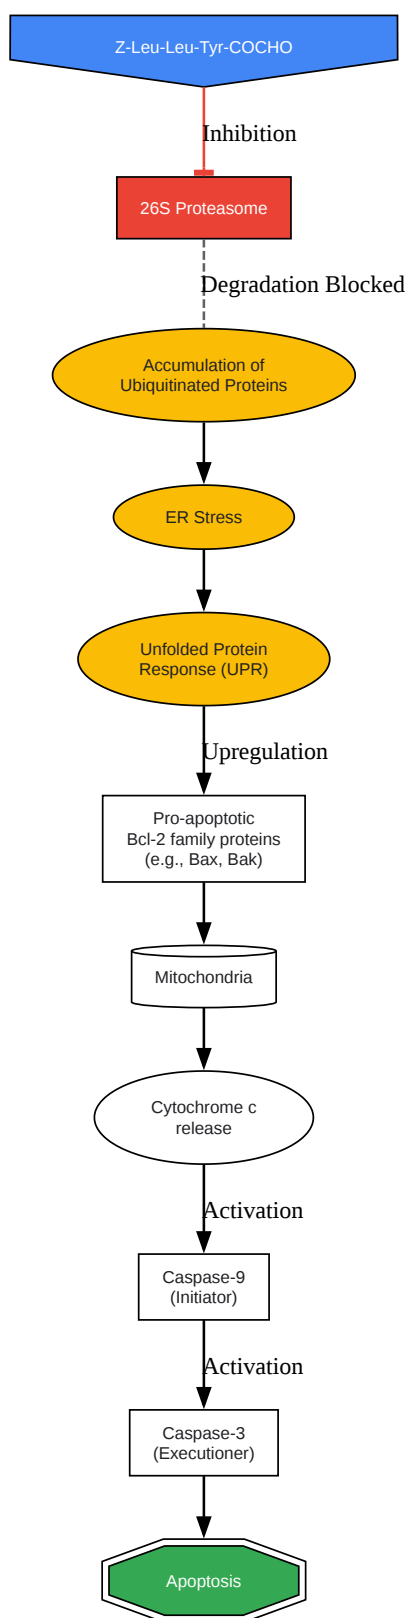 Z-Leu-Leu-Tyr-COCHO
Inhibition
26S Proteasome
Degradation Blocked
Accumulation of
Ubiquitinated Proteins
ER Stress
Unfolded Protein
Response (UPR)
Upregulation
Pro-apoptotic
Bcl-2 family proteins
(e.g., Bax, Bak)
Mitochondria
Cytochrome c
release
Activation
Caspase-9
(Initiator)
Activation
Caspase-3
(Executioner)
Apoptosis